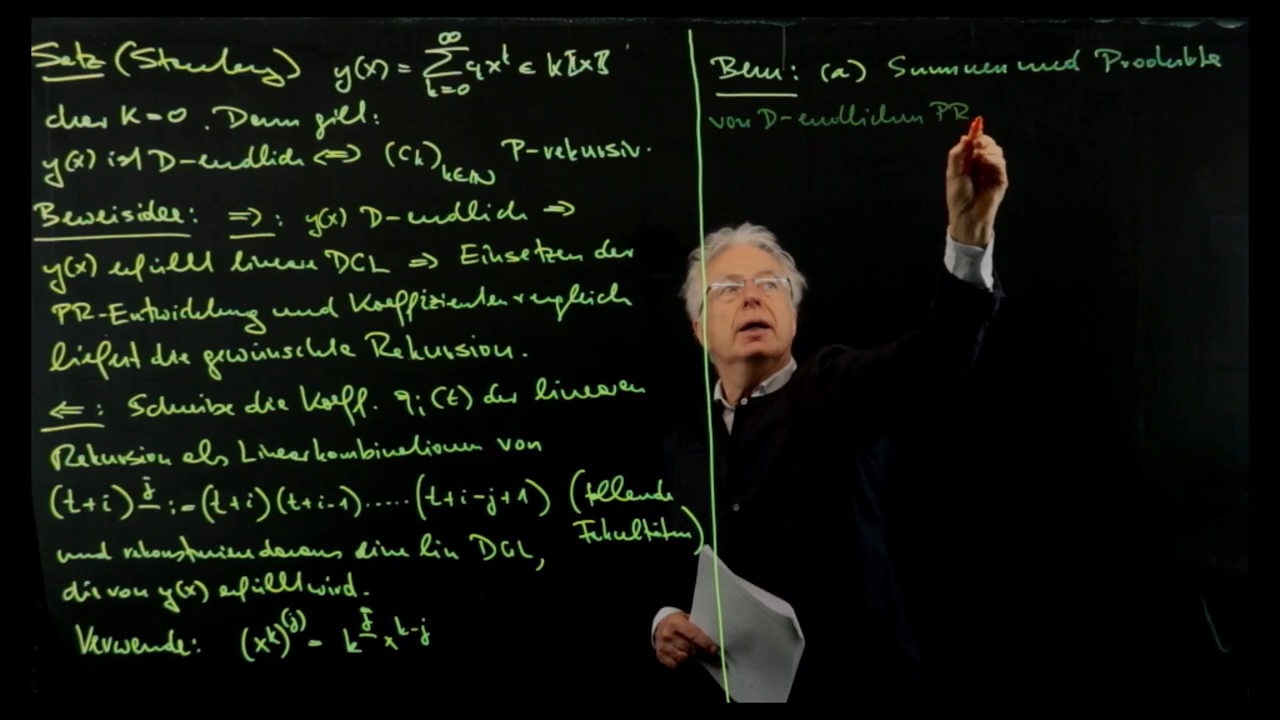 Satz (Stanley) y(x) = ∑_{k=0}^{∞} c_k x^k ∈ K⟦x⟧
char K=0. Dann gilt:
y(x) ist D-endlich ⇔ (c_k)_{k∈ℕ} P-rekursiv.
Beweisidee: ⇒: y(x) D-endlich ⇒
y(x) erfüllt lineare DGL ⇒ Einsetzen der
PR-Entwicklung und Koeffizientenvergleich
liefert die gewünschte Rekursion.
⇐: Schreibe die Koeff. q_i(t) der linearen
Rekursion als Linearkombinationen von
(t+i)^{\underline{j}} := (t+i)(t+i-1).....(t+i-j+1) (fallende
Fakultäten)
und rekonstruiere daraus eine lin DGL,
die von y(x) erfüllt wird.
Verwende: (x^k)^{(j)} = k^{\underline{j}} x^{k-j}
Bem: (a) Summen und Produkte
von D-endlichen PR